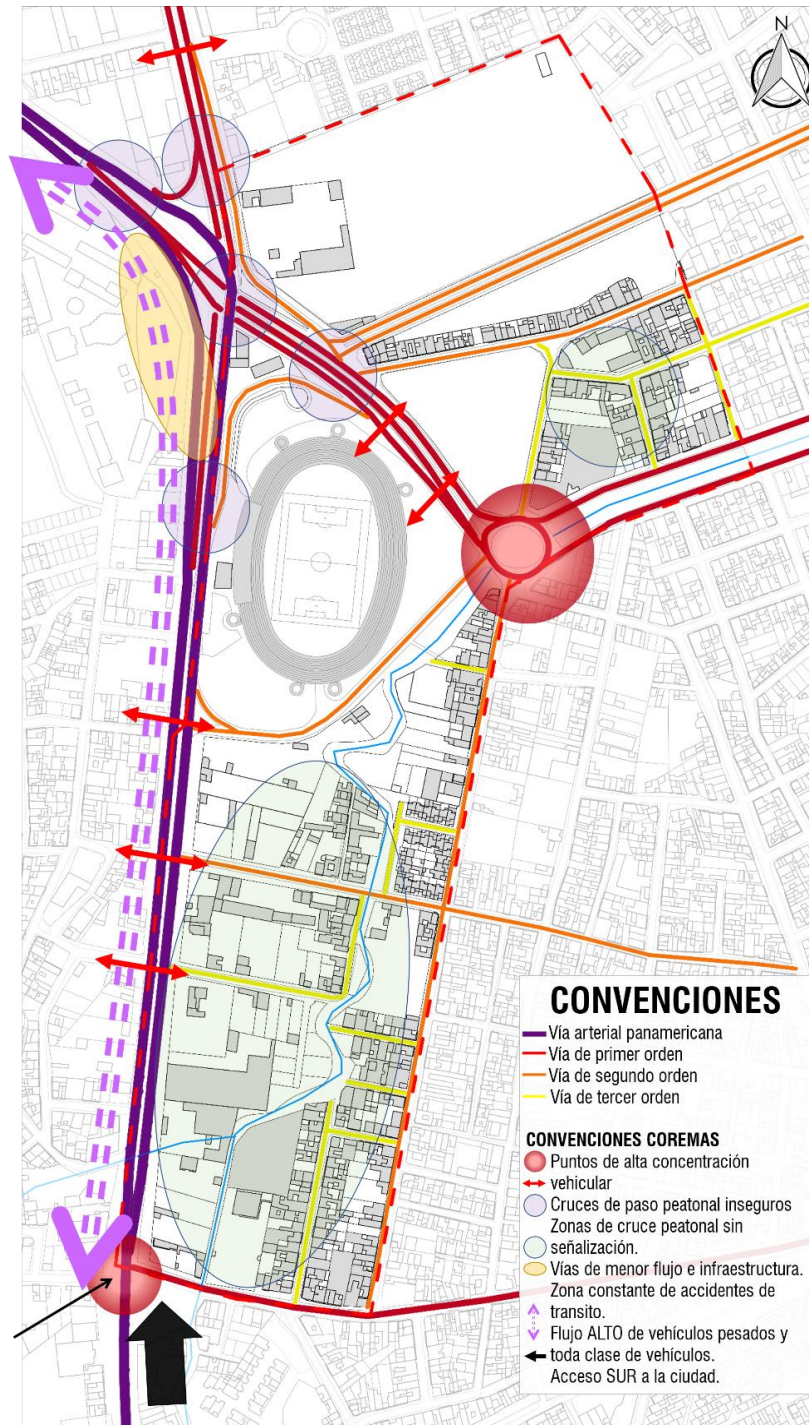 N
CONVENCIONES
Vía arterial panamericana
Vía de primer orden
Vía de segundo orden
Vía de tercer orden
CONVENCIONES COREMAS
Puntos de alta concentración
vehicular
Cruces de paso peatonal inseguros
Zonas de cruce peatonal sin
señalización.
Vías de menor flujo e infraestructura.
Zona constante de accidentes de
transito.
Flujo ALTO de vehículos pesados y
toda clase de vehículos.
Acceso SUR a la ciudad.